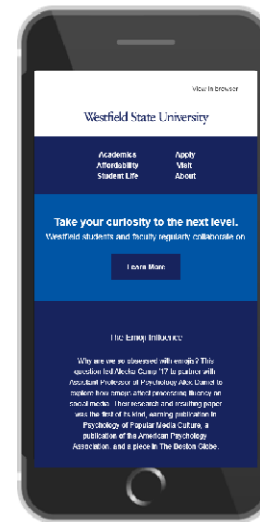 View in browser
Westfield State University
Academics Apply
Affordability Visit
Student Life About
Take your curiosity to the next level.
Westfield students and faculty regularly collaborate on
Learn More
The Emoji Influence
Why are we so obsessed with emojis? This
question led Alecka Camp '17 to partner with
Assistant Professor of Psychology Alex Daniel to
explore how emojis affect processing fluency on
social media. Their research and resulting paper
was the first of its kind, earning publication in
Psychology of Popular Media Culture, a
publication of the American Psychology
Association, and a piece in The Boston Globe.